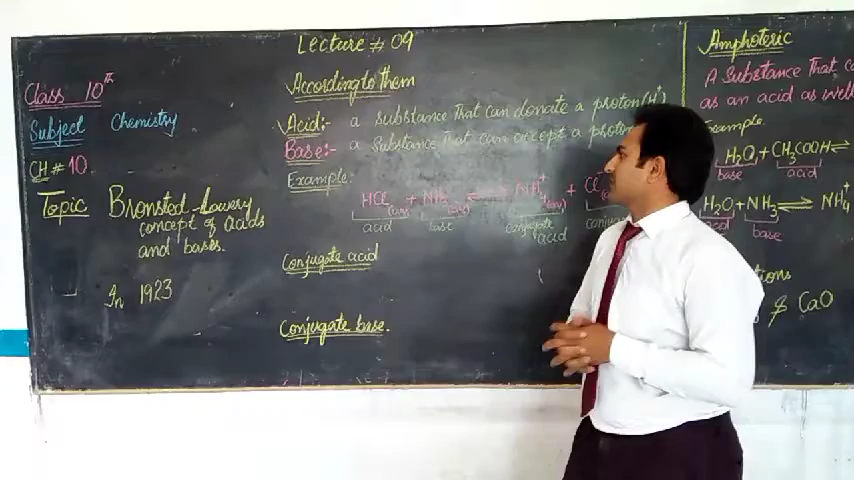 Lecture # 09
Class 10th
Subject Chemistry
CH # 10.
Topic Bronsted-Lowery
concept of acids
and bases.
In 1923
According to them
Acid:- a substance that can donate a proton (H+)
Base:- a substance that can accept a proton
Example:
HCl + NH3 ⇌ NH4+ + Cl
acid base conjugate acid
Conjugate acid
Conjugate base.
Amphoteric
A substance that
as an acid as well
Example.
H2O + CH3COOH ⇌
base acid
H2O + NH3 ⇌ NH4+
acid base
& CaO